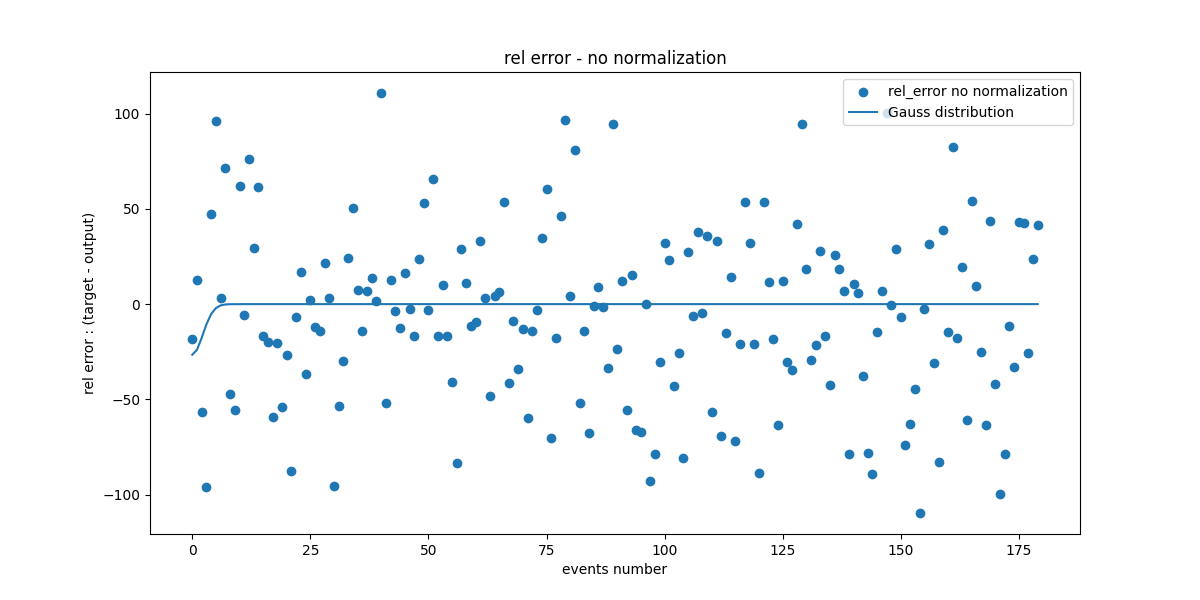 rel error - no normalization
rel_error no normalization
Gauss distribution
100
50
0
−50
−100
rel error : (target - output)
0 25 50 75 100 125 150 175
events number